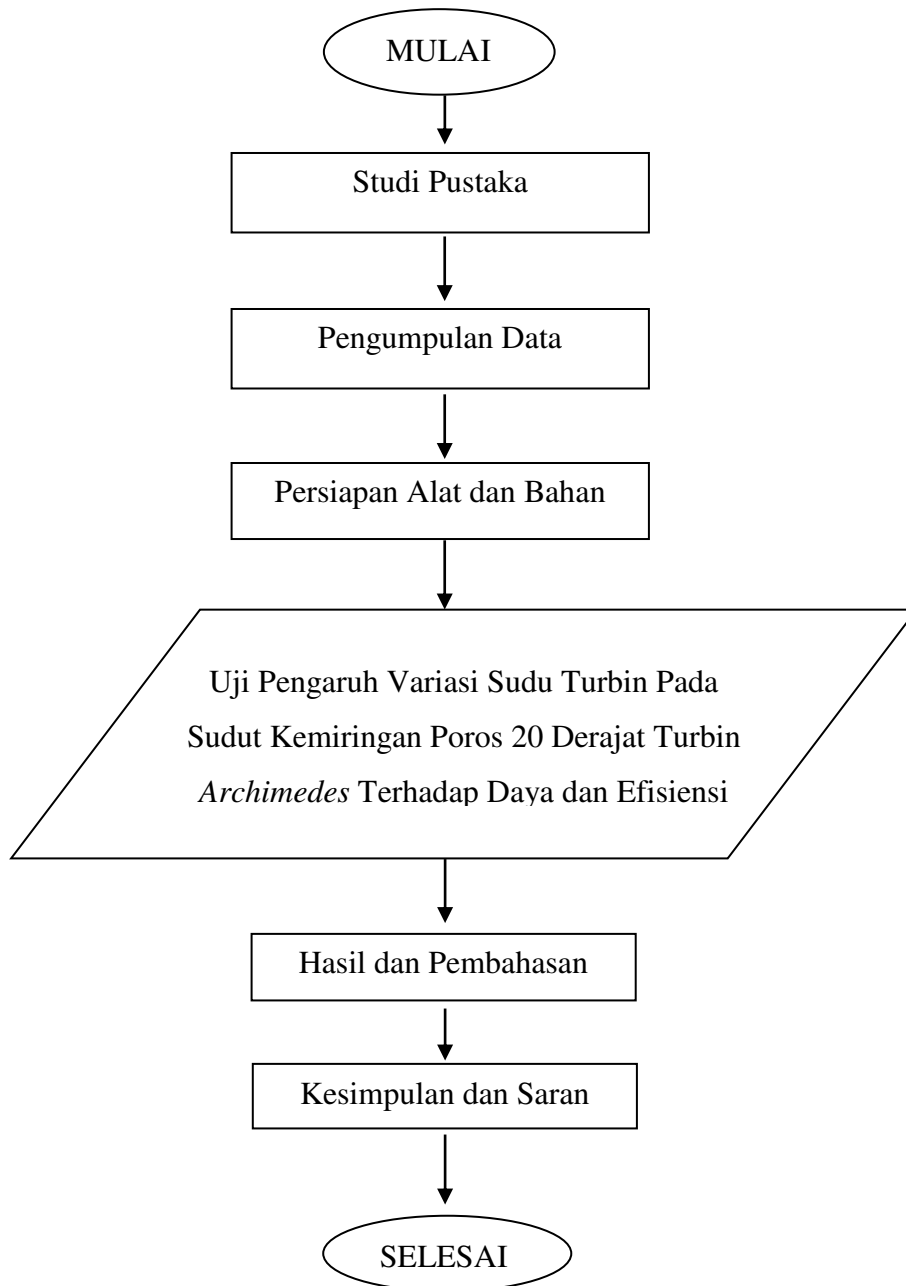 MULAI
Studi Pustaka
Pengumpulan Data
Persiapan Alat dan Bahan
Uji Pengaruh Variasi Sudu Turbin Pada
Sudut Kemiringan Poros 20 Derajat Turbin
Archimedes Terhadap Daya dan Efisiensi
Hasil dan Pembahasan
Kesimpulan dan Saran
SELESAI